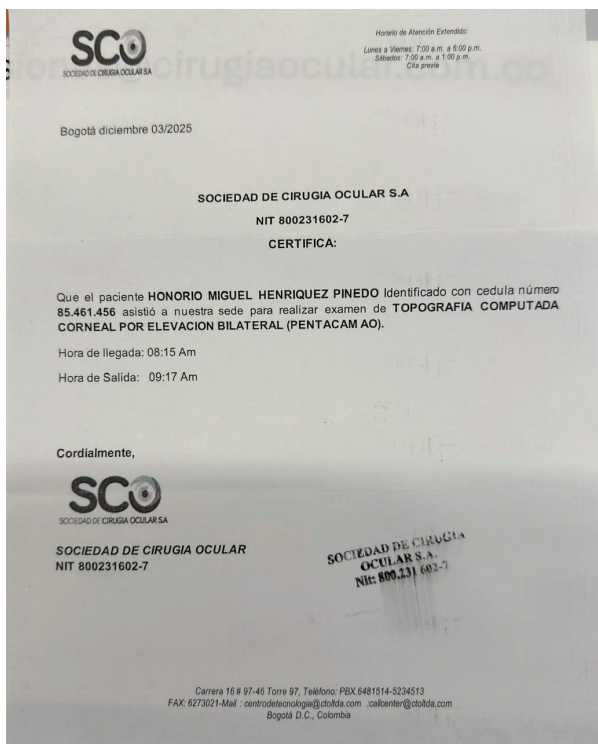 SCO
SOCIEDAD DE CIRUGIA OCULAR SA
Horario de Atención Extendido:
Lunes a Viernes: 7:00 a.m. a 6:00 p.m.
Sábados: 7:00 a.m. a 1:00 p.m.
Cita previa
cirugiaocular.com.co
Bogotá diciembre 03/2025
SOCIEDAD DE CIRUGIA OCULAR S.A
NIT 800231602-7
CERTIFICA:
Que el paciente HONORIO MIGUEL HENRIQUEZ PINEDO Identificado con cedula número
85.461.456 asistió a nuestra sede para realizar examen de TOPOGRAFIA COMPUTADA
CORNEAL POR ELEVACION BILATERAL (PENTACAM AO).
Hora de llegada: 08:15 Am
Hora de Salida: 09:17 Am
Cordialmente,
SCO
SOCIEDAD DE CIRUGIA OCULAR SA
SOCIEDAD DE CIRUGIA OCULAR
NIT 800231602-7
SOCIEDAD DE CIRUGIA
OCULAR S.A.
Nit: 800.231 602-7
Carrera 16 # 97-46 Torre 97, Teléfono: PBX.6481514-5234513
FAX: 6273021-Mail : centrodetecnologia@ctoltda.com :callcenter@ctoltda,com
Bogotá D.C., Colombia